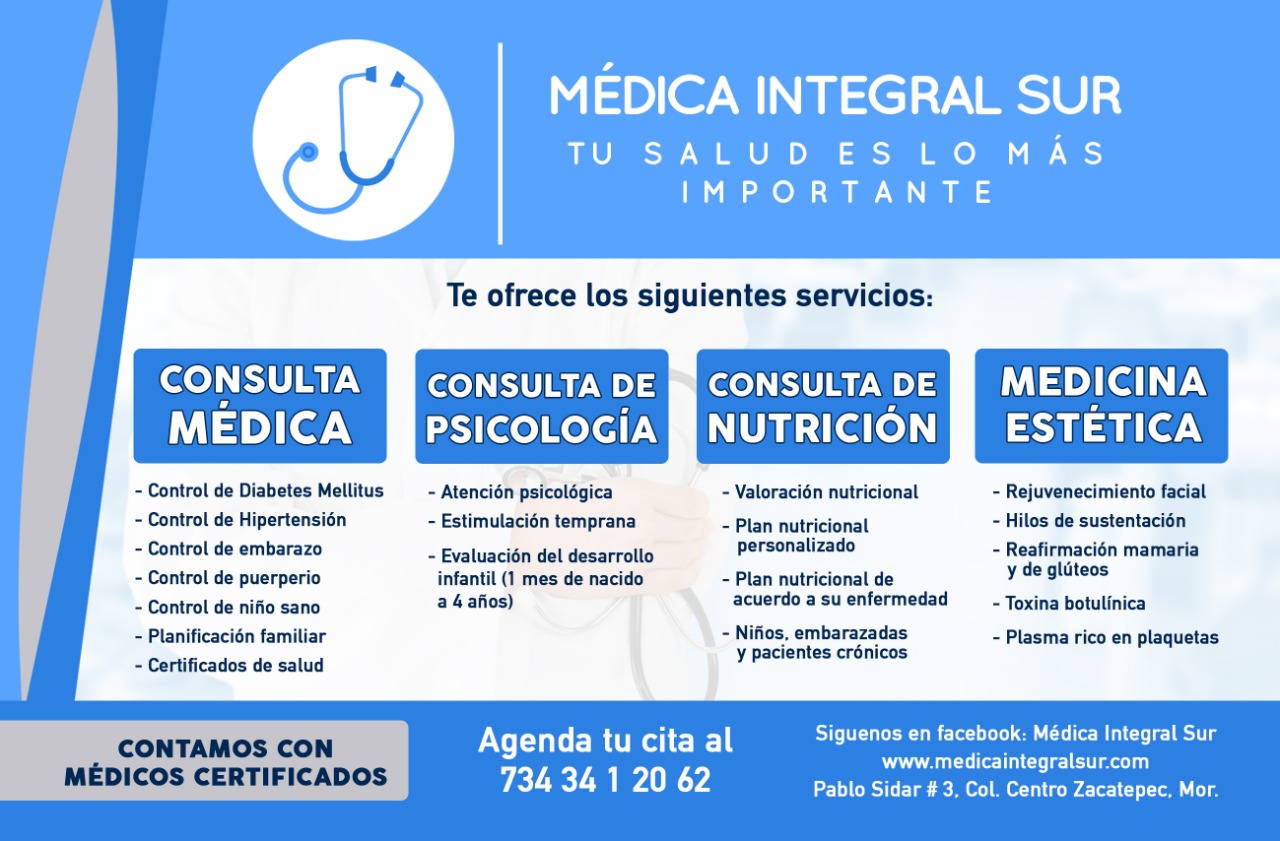 MÉDICA INTEGRAL SUR
TU SALUD ES LO MÁS
IMPORTANTE
Te ofrece los siguientes servicios:
CONSULTA
MÉDICA
- Control de Diabetes Mellitus
- Control de Hipertensión
- Control de embarazo
- Control de puerperio
- Control de niño sano
- Planificación familiar
- Certificados de salud
CONSULTA DE
PSICOLOGÍA
- Atención psicológica
- Estimulación temprana
- Evaluación del desarrollo
infantil (1 mes de nacido
a 4 años)
CONSULTA DE
NUTRICIÓN
- Valoración nutricional
- Plan nutricional
personalizado
- Plan nutricional de
acuerdo a su enfermedad
- Niños, embarazadas
y pacientes crónicos
MEDICINA
ESTÉTICA
- Rejuvenecimiento facial
- Hilos de sustentación
- Reafirmación mamaria
y de glúteos
- Toxina botulínica
- Plasma rico en plaquetas
CONTAMOS CON
MÉDICOS CERTIFICADOS
Agenda tu cita al
734 34 1 20 62
Siguenos en facebook: Médica Integral Sur
www.medicaintegralsur.com
Pablo Sidar # 3, Col. Centro Zacatepec, Mor.